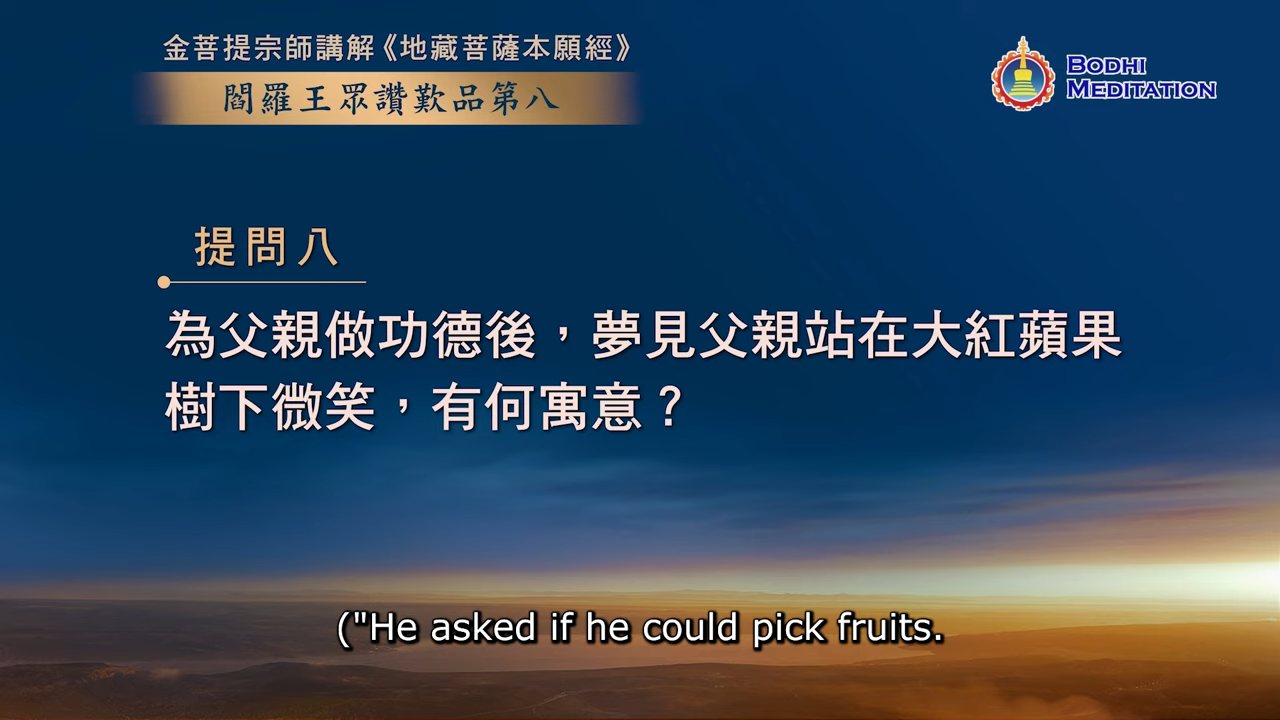 金菩提宗師講解《地藏菩薩本願經》
閻羅王眾讚歎品第八
BODHI
MEDITATION
提問八
為父親做功德後，夢見父親站在大紅蘋果
樹下微笑，有何寓意？
("He asked if he could pick fruits.